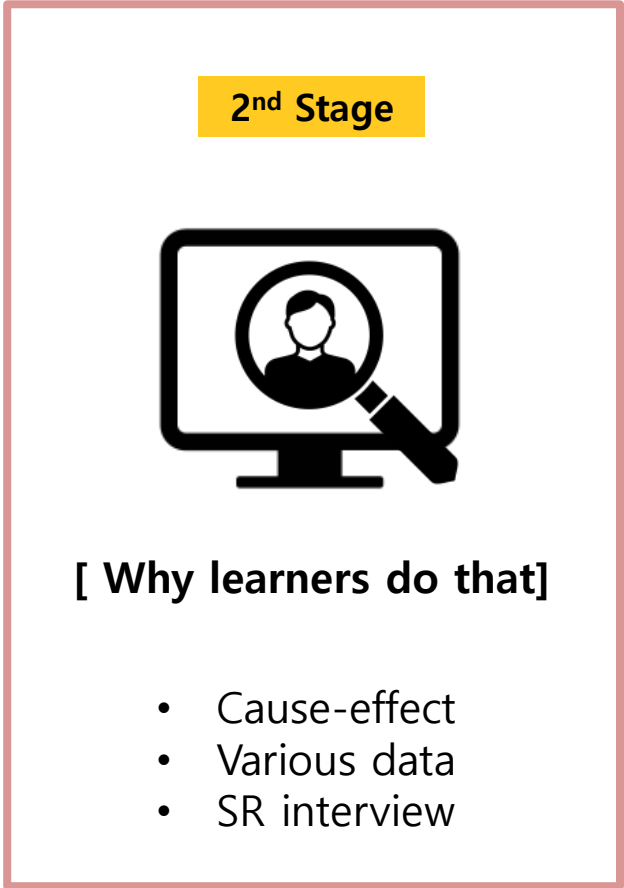 2nd Stage
[ Why learners do that]
• Cause-effect
• Various data
• SR interview